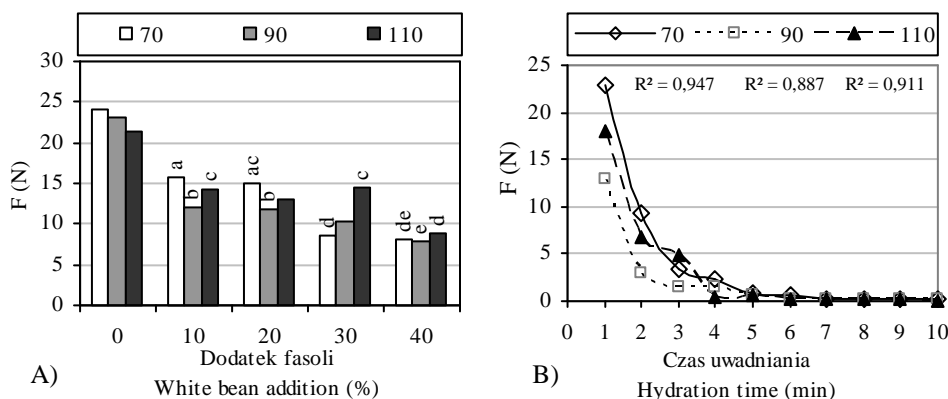 70 90 110
30
25
20
15
10
5
0
F (N)
a b c
ac b
d c
de e d
0 10 20 30 40
Dodatek fasoli
White bean addition (%)
A)
70 90 110
R² = 0,947 R² = 0,887 R² = 0,911
25
20
15
10
5
0
F (N)
0 1 2 3 4 5 6 7 8 9 10
Czas uwadniania
Hydration time (min)
B)